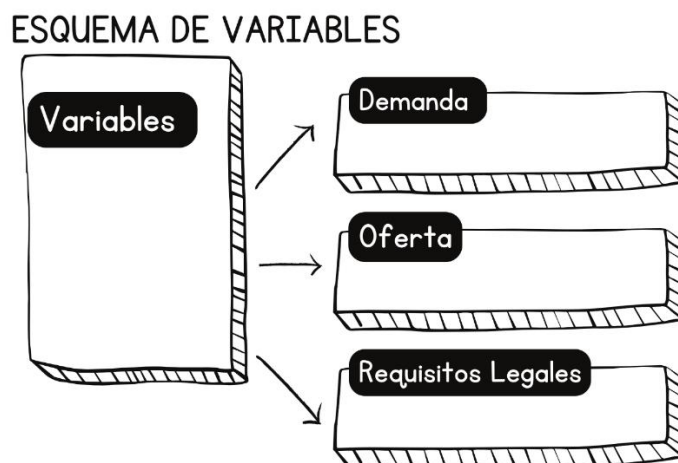 ESQUEMA DE VARIABLES
Variables
Demanda
Oferta
Requisitos Legales